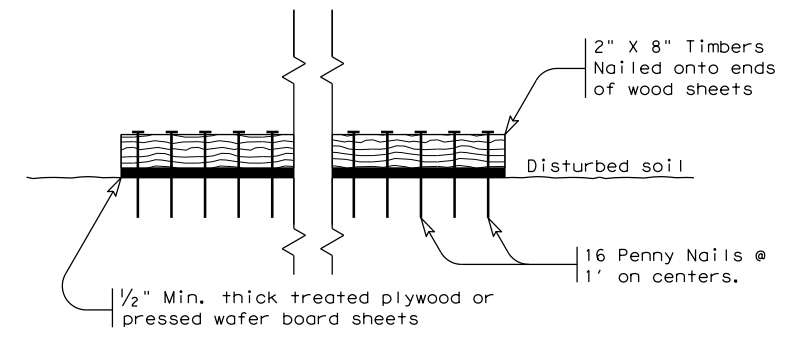 2" X 8" Timbers
Nailed onto ends
of wood sheets
Disturbed soil
16 Penny Nails @
1' on centers.
½" Min. thick treated plywood or
pressed wafer board sheets